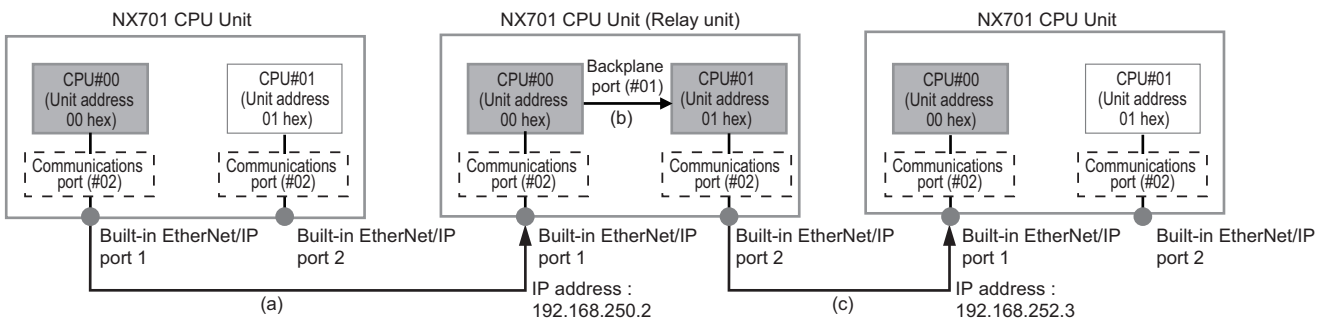 NX701 CPU Unit
CPU#00
(Unit address
00 hex)
CPU#01
(Unit address
01 hex)
Communications
port (#02)
Communications
port (#02)
Built-in EtherNet/IP
port 1
Built-in EtherNet/IP
port 2
(a)
NX701 CPU Unit (Relay unit)
CPU#00
(Unit address
00 hex)
Backplane
port (#01)
(b)
CPU#01
(Unit address
01 hex)
Communications
port (#02)
Communications
port (#02)
Built-in EtherNet/IP
port 1
IP address :
192.168.250.2
Built-in EtherNet/IP
port 2
(c)
NX701 CPU Unit
CPU#00
(Unit address
00 hex)
CPU#01
(Unit address
01 hex)
Communications
port (#02)
Communications
port (#02)
Built-in EtherNet/IP
port 1
IP address :
192.168.252.3
Built-in EtherNet/IP
port 2